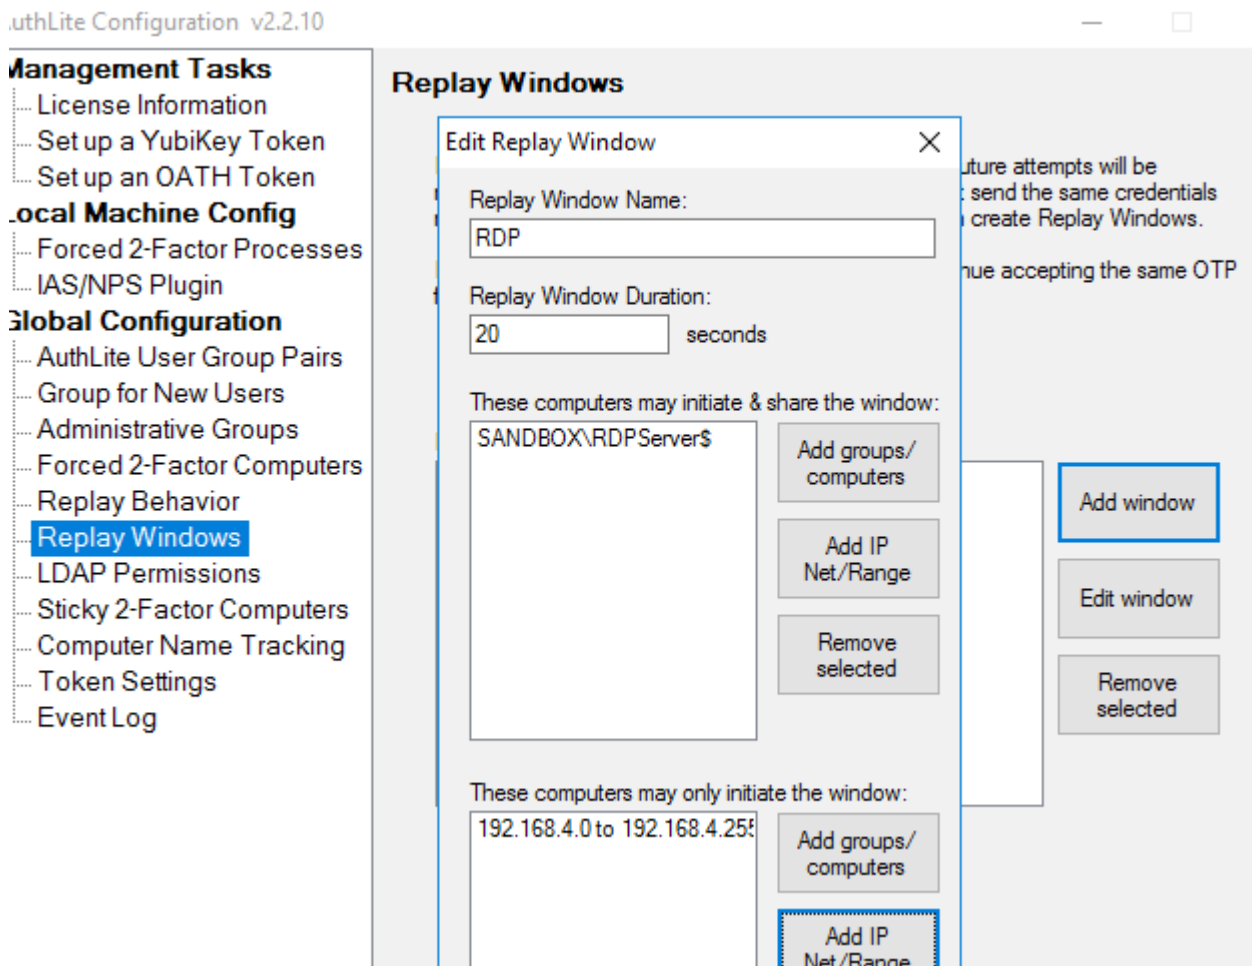 uthLite Configuration v2.2.10
Management Tasks
License Information
Set up a YubiKey Token
Set up an OATH Token
Local Machine Config
Forced 2-Factor Processes
IAS/NPS Plugin
Global Configuration
AuthLite User Group Pairs
Group for New Users
Administrative Groups
Forced 2-Factor Computers
Replay Behavior
Replay Windows
LDAP Permissions
Sticky 2-Factor Computers
Computer Name Tracking
Token Settings
Event Log
Replay Windows
uture attempts will be
send the same credentials
create Replay Windows.
nue accepting the same OTP
Edit Replay Window
Replay Window Name:
RDP
Replay Window Duration:
20 seconds
These computers may initiate & share the window:
SANDBOX\RDPServer$
Add groups/
computers
Add IP
Net/Range
Remove
selected
These computers may only initiate the window:
192.168.4.0 to 192.168.4.255
Add groups/
computers
Add IP
Net/Range
Add window
Edit window
Remove
selected